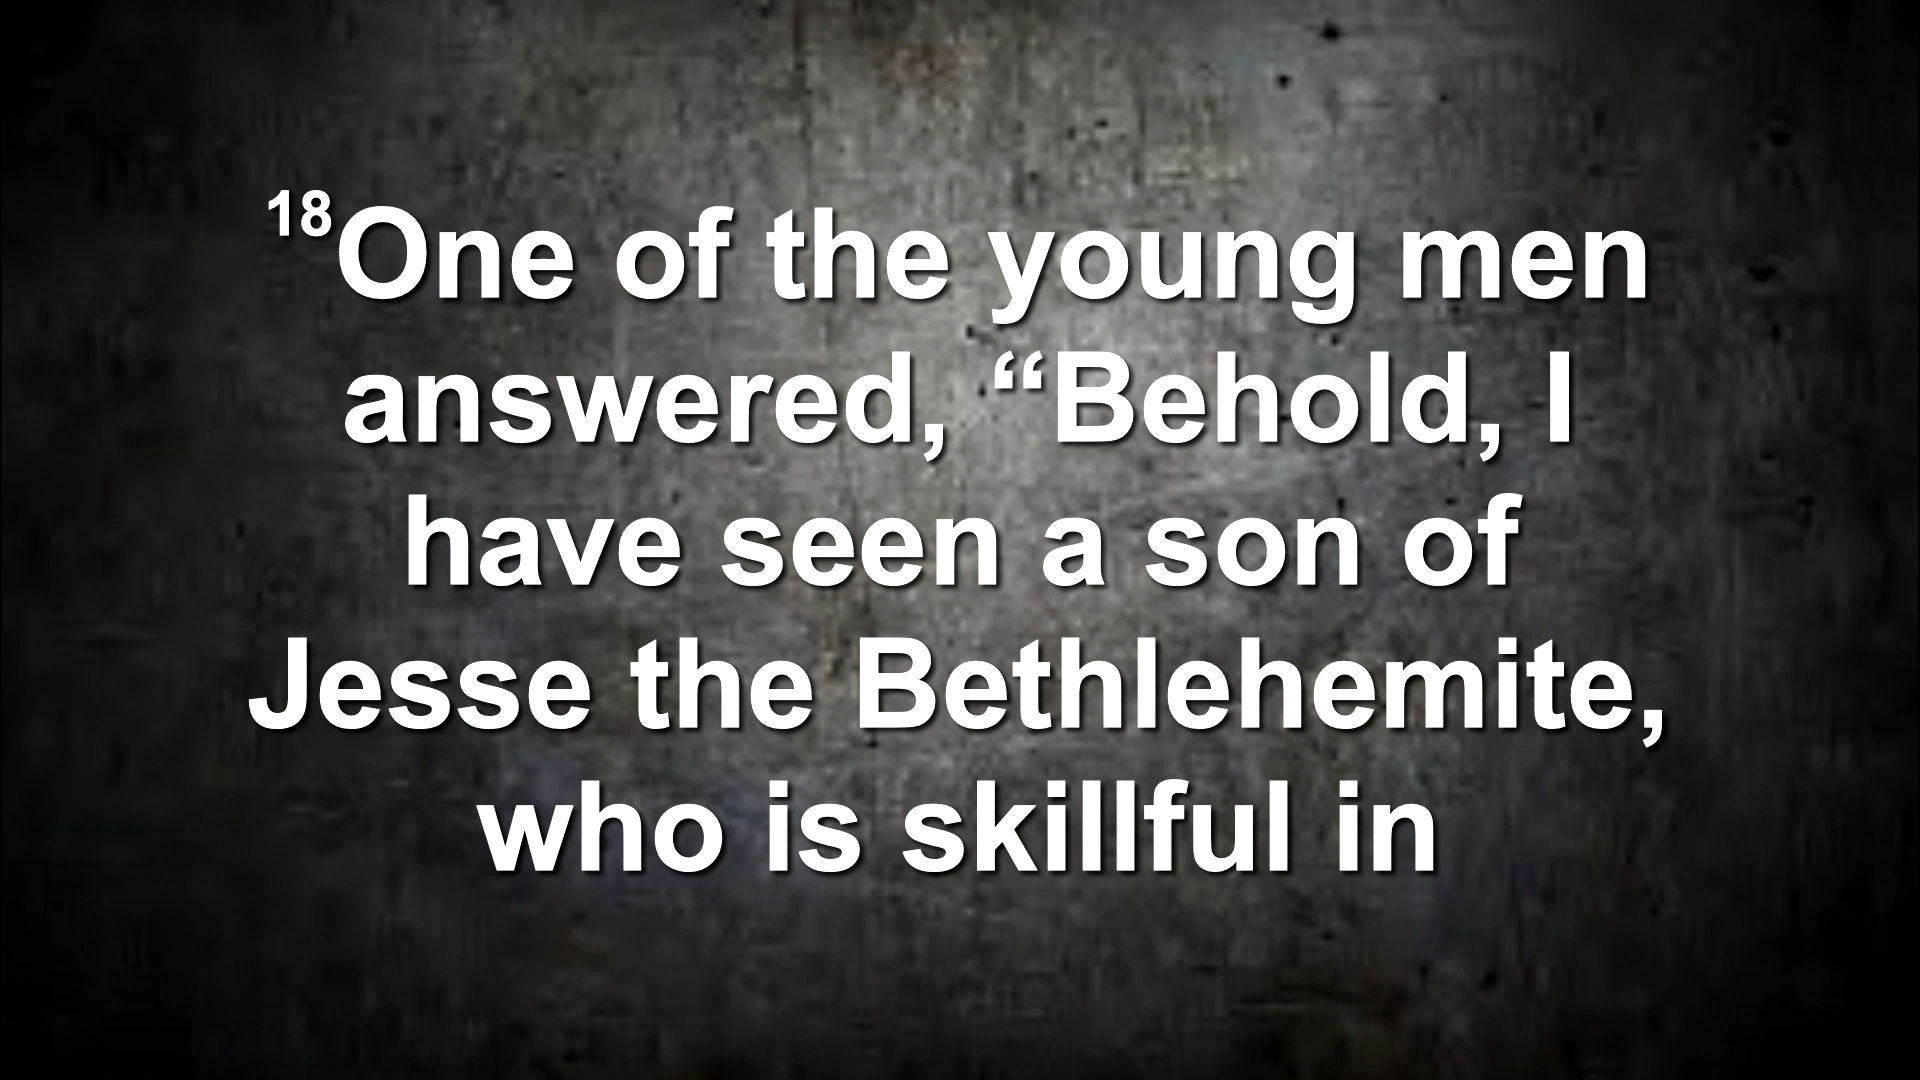 18One of the young men
answered, “Behold, I
have seen a son of
Jesse the Bethlehemite,
who is skillful in